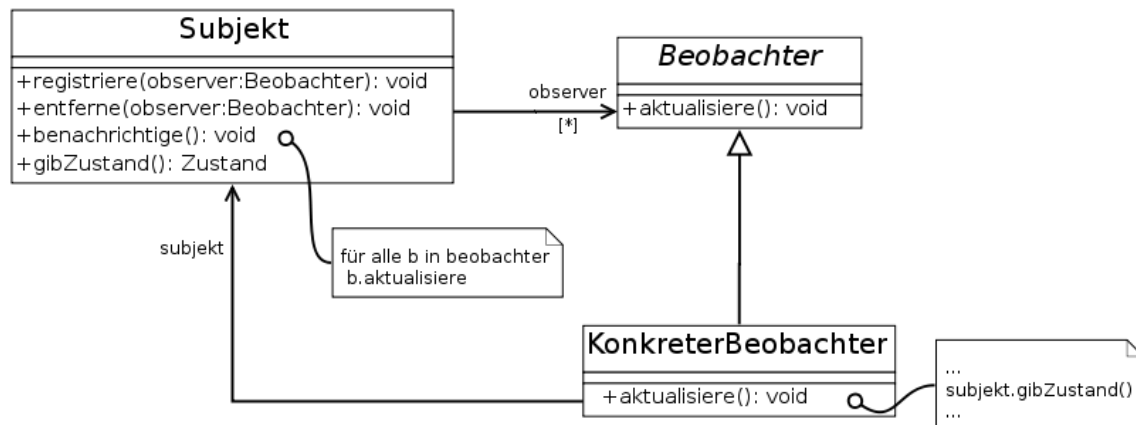 Subjekt
+registriere(observer:Beobachter): void
+entferne(observer:Beobachter): void
+benachrichtige(): void
+gibZustand(): Zustand
observer
[*]
Beobachter
+aktualisiere(): void
subjekt
für alle b in beobachter
b.aktualisiere
KonkreterBeobachter
+aktualisiere(): void
...
subjekt.gibZustand()
...